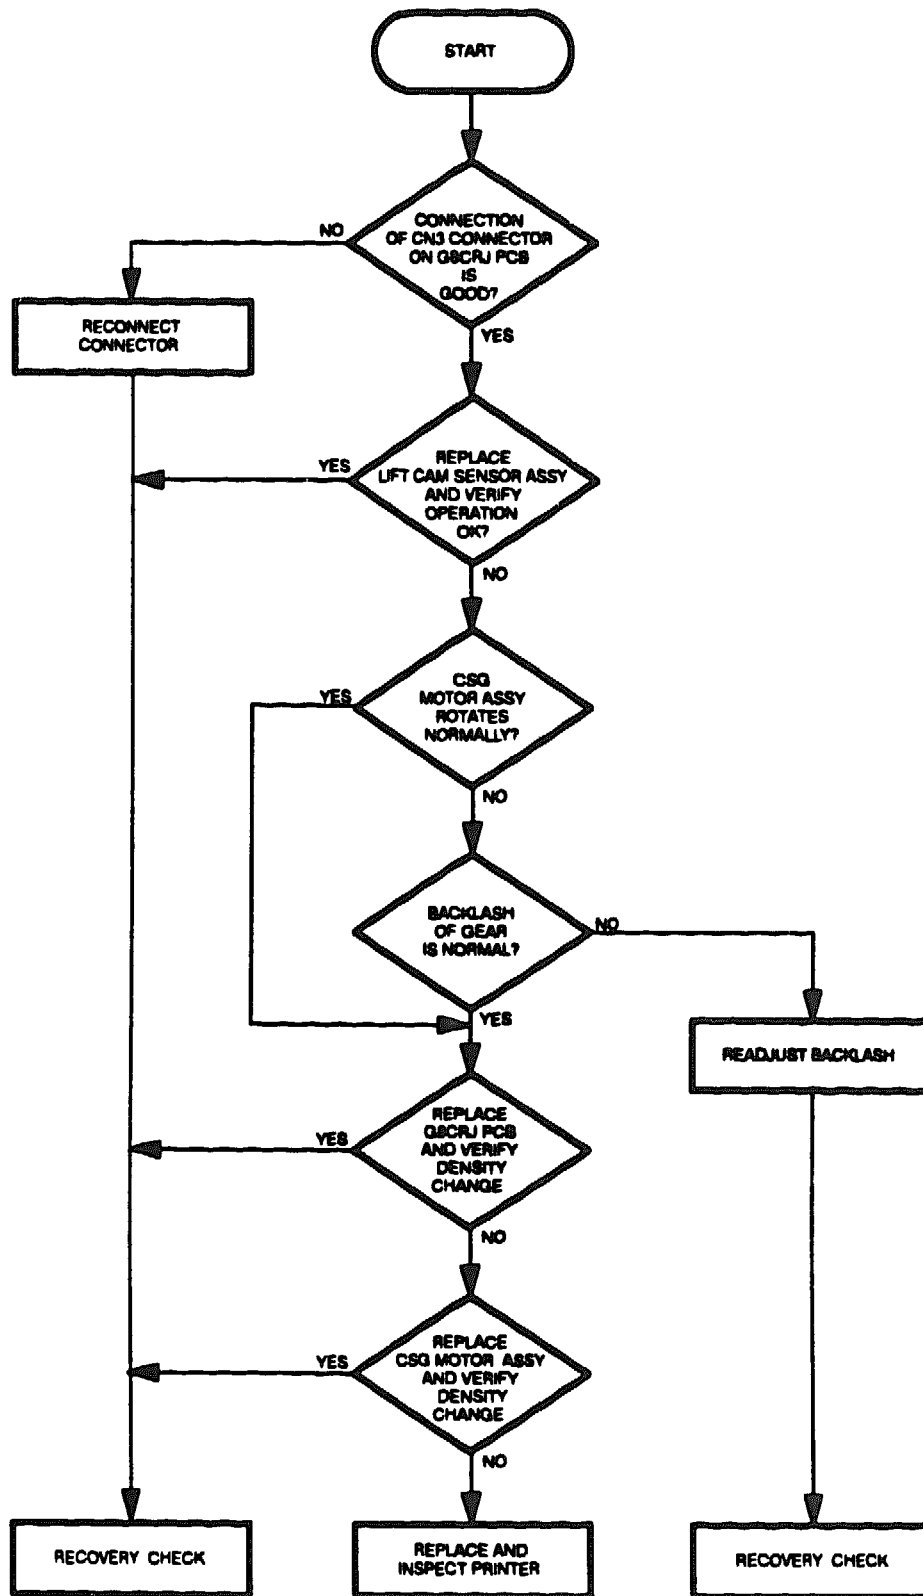 START
NO
CONNECTION
OF CN3 CONNECTOR
ON G8CRJ PCB
IS
GOOD?
RECONNECT
CONNECTOR
YES
YES
REPLACE
LIFT CAM SENSOR ASSY
AND VERIFY
OPERATION
OK?
NO
YES
CSG
MOTOR ASSY
ROTATES
NORMALLY?
NO
BACKLASH
OF GEAR
IS NORMAL?
NO
YES
READJUST BACKLASH
YES
REPLACE
G8CRJ PCB
AND VERIFY
DENSITY
CHANGE
NO
YES
REPLACE
CSG MOTOR ASSY
AND VERIFY
DENSITY
CHANGE
NO
RECOVERY CHECK
REPLACE AND
INSPECT PRINTER
RECOVERY CHECK